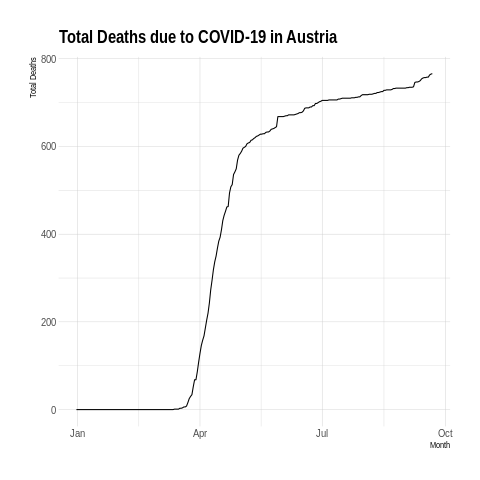 Total Deaths due to COVID-19 in Austria
Total Deaths
800
600
400
200
0
Jan Apr Jul Oct
Month